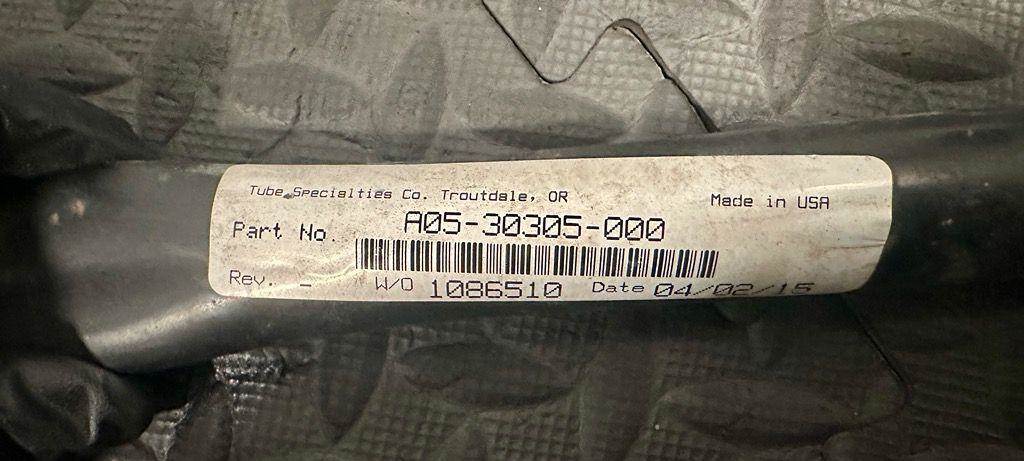 Tube Specialties Co. Troutdale, OR Made in USA
Part No. A05-30305-000
Rev. - W/O 1086510 Date 04/02/15